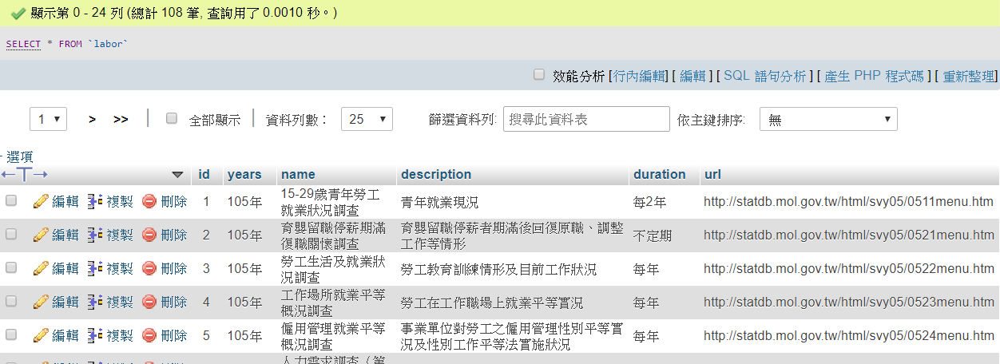 顯示第 0 - 24 列 (總計 108 筆, 查詢用了 0.0010 秒。)
SELECT * FROM `labor`
效能分析 [行內編輯] [ 編輯 ] [ SQL 語句分析 ] [ 產生 PHP 程式碼 ] [ 重新整理]
1 > >> | 全部顯示 | 資料列數： 25 篩選資料列: 搜尋此資料表 依主鍵排序: 無
+ 選項
←T→ id years name description duration url
編輯 複製 刪除 1 105年 15-29歲青年勞工就業狀況調查 青年就業現況 每2年 http://statdb.mol.gov.tw/html/svy05/0511menu.htm
編輯 複製 刪除 2 105年 育嬰留職停薪期滿復職關懷調查 育嬰留職停薪者期滿後回復原職、調整工作等情形 不定期 http://statdb.mol.gov.tw/html/svy05/0521menu.htm
編輯 複製 刪除 3 105年 勞工生活及就業狀況調查 勞工教育訓練情形及目前工作狀況 每年 http://statdb.mol.gov.tw/html/svy05/0522menu.htm
編輯 複製 刪除 4 105年 工作場所就業平等概況調查 勞工在工作職場上就業平等實況 每年 http://statdb.mol.gov.tw/html/svy05/0523menu.htm
編輯 複製 刪除 5 105年 僱用管理就業平等概況調查 事業單位對勞工之僱用管理性別平等實況及性別工作平等法實施狀況 每年 http://statdb.mol.gov.tw/html/svy05/0524menu.htm
人力需求調查（第